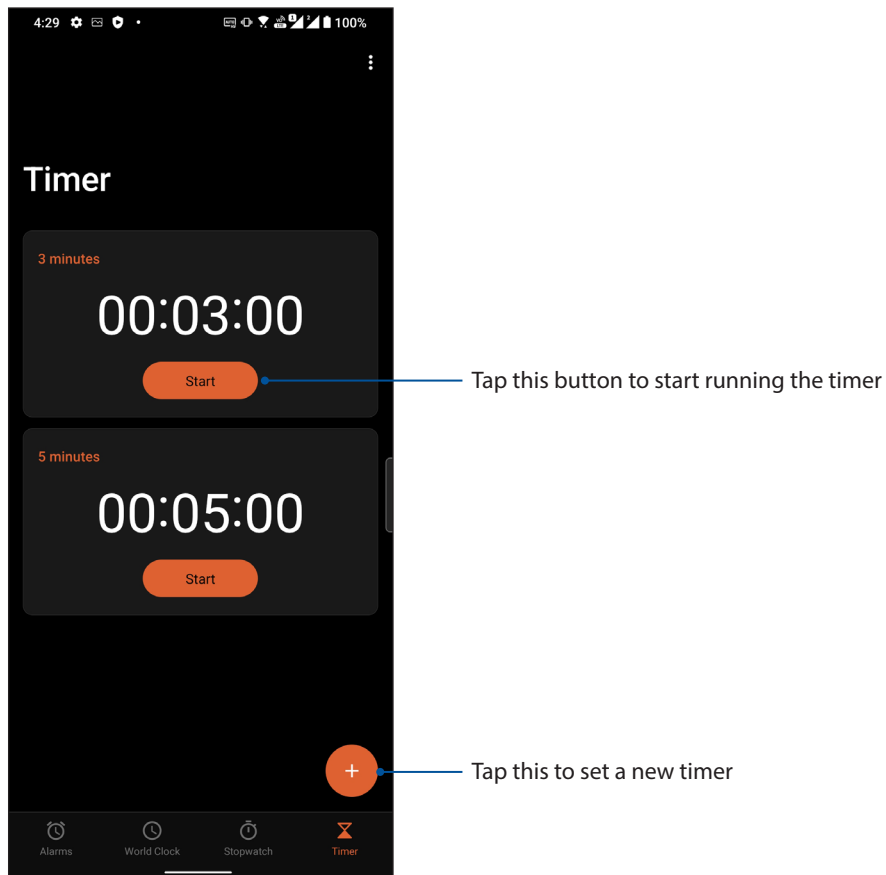 4:29 100%
Timer
3 minutes
00:03:00
Start
Tap this button to start running the timer
5 minutes
00:05:00
Start
+
Tap this to set a new timer
Alarms World Clock Stopwatch Timer